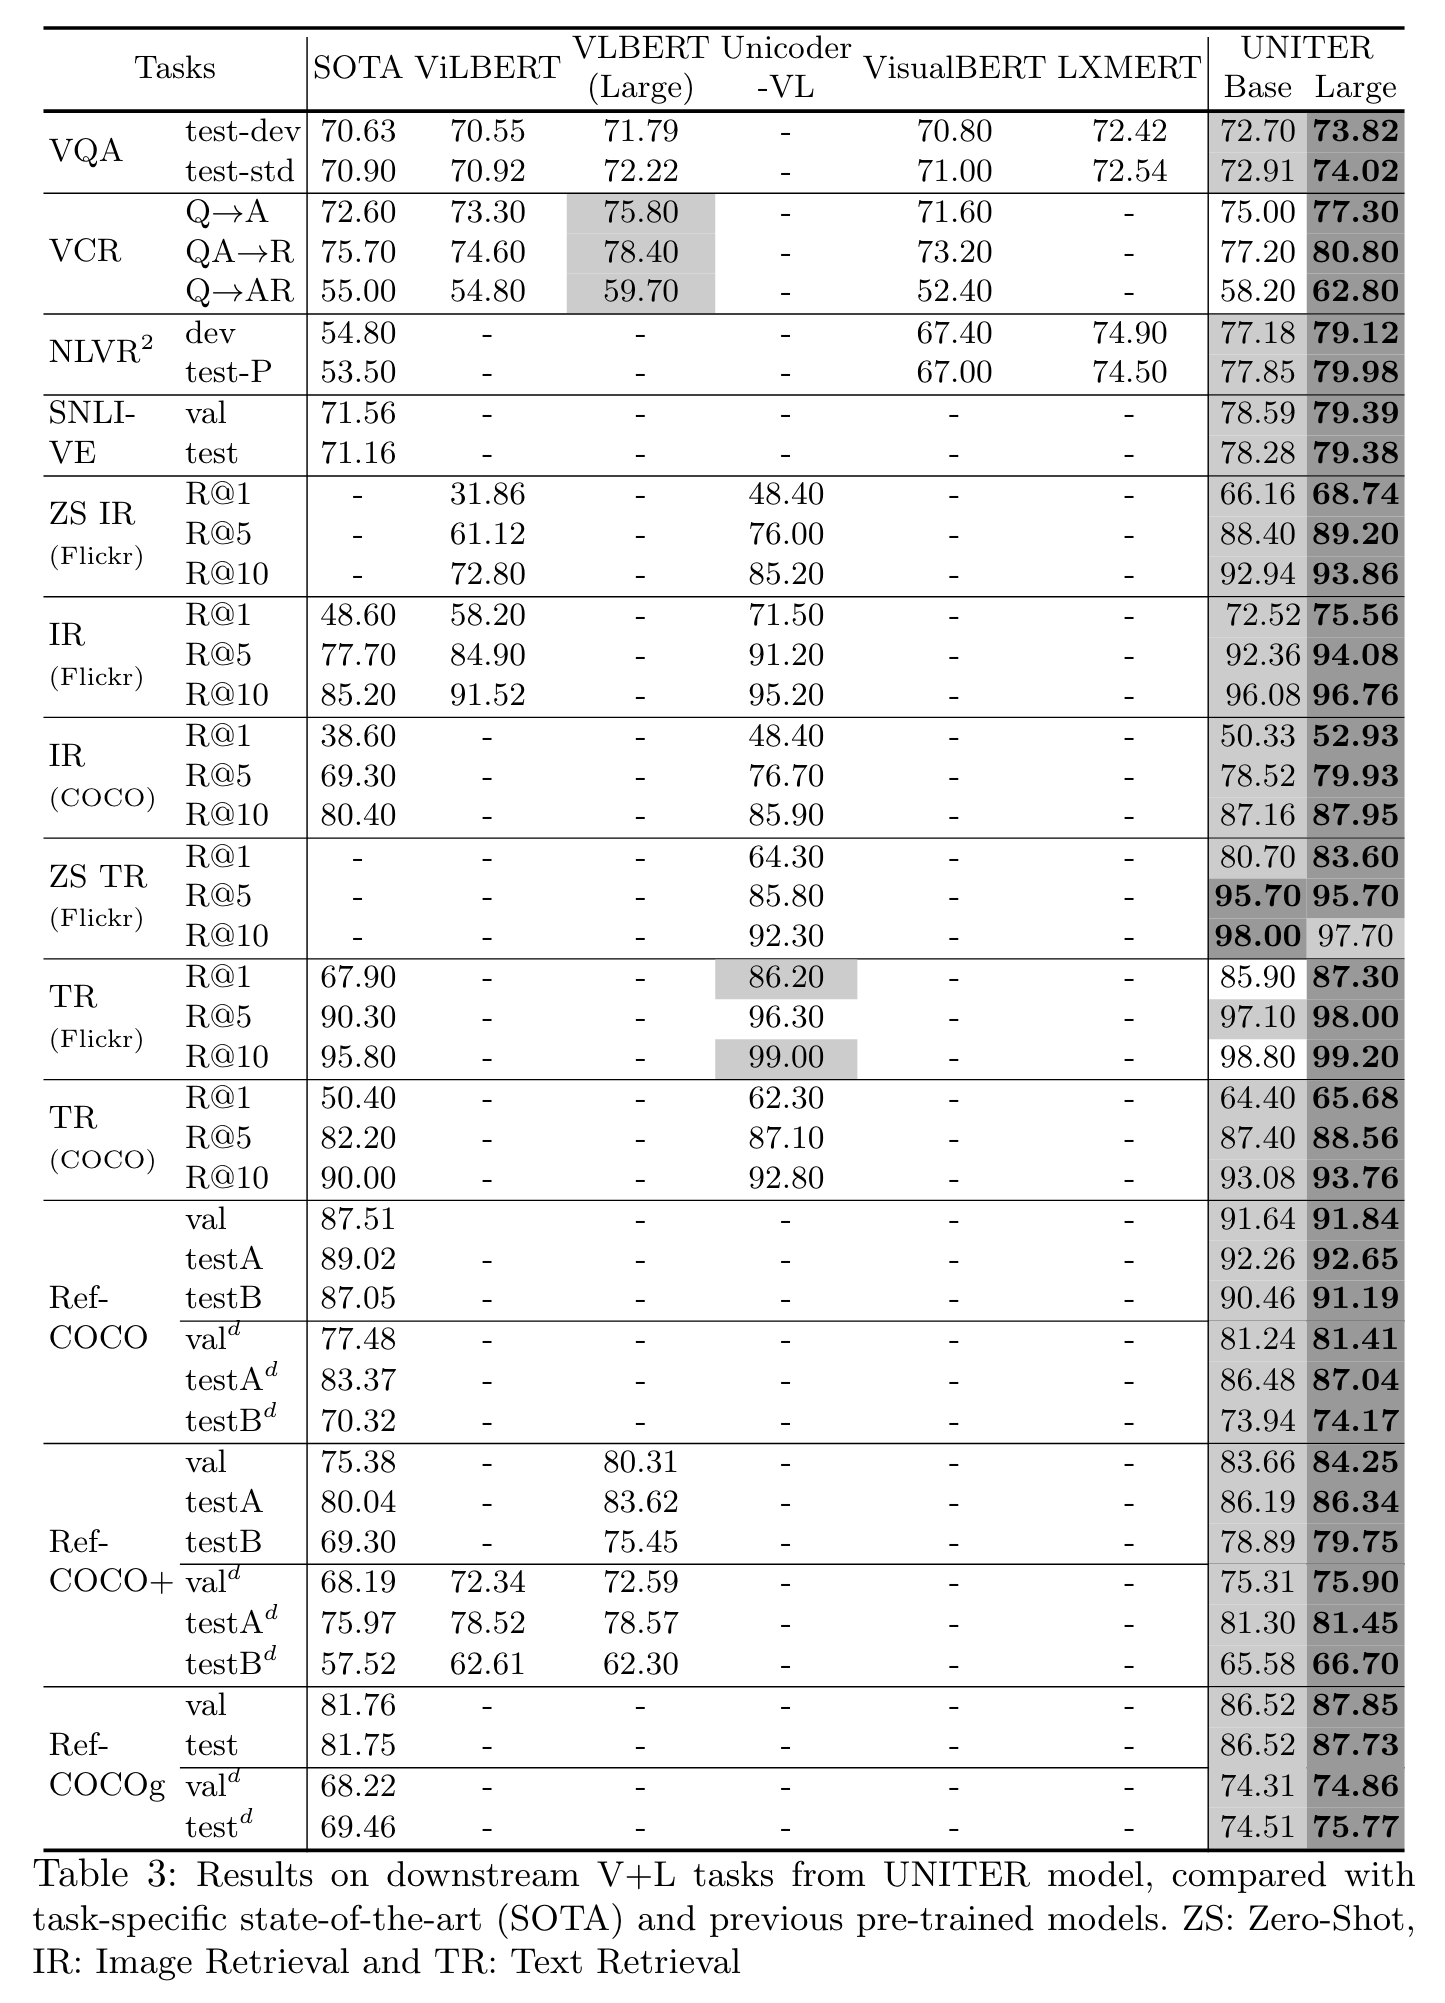 Tasks SOTA ViLBERT VLBERT (Large) Unicoder -VL VisualBERT LXMERT UNITER Base Large
VQA test-dev 70.63 70.55 71.79 - 70.80 72.42 72.70 73.82
test-std 70.90 70.92 72.22 - 71.00 72.54 72.91 74.02
VCR Q→A 72.60 73.30 75.80 - 71.60 - 75.00 77.30
QA→R 75.70 74.60 78.40 - 73.20 - 77.20 80.80
Q→AR 55.00 54.80 59.70 - 52.40 - 58.20 62.80
NLVR² dev 54.80 - - - 67.40 74.90 77.18 79.12
test-P 53.50 - - - 67.00 74.50 77.85 79.98
SNLI- val 71.56 - - - - - 78.59 79.39
VE test 71.16 - - - - - 78.28 79.38
ZS IR (Flickr) R@1 - 31.86 - 48.40 - - 66.16 68.74
R@5 - 61.12 - 76.00 - - 88.40 89.20
R@10 - 72.80 - 85.20 - - 92.94 93.86
IR (Flickr) R@1 48.60 58.20 - 71.50 - - 72.52 75.56
R@5 77.70 84.90 - 91.20 - - 92.36 94.08
R@10 85.20 91.52 - 95.20 - - 96.08 96.76
IR (COCO) R@1 38.60 - - 48.40 - - 50.33 52.93
R@5 69.30 - - 76.70 - - 78.52 79.93
R@10 80.40 - - 85.90 - - 87.16 87.95
ZS TR (Flickr) R@1 - - - 64.30 - - 80.70 83.60
R@5 - - - 85.80 - - 95.70 95.70
R@10 - - - 92.30 - - 98.00 97.70
TR (Flickr) R@1 67.90 - - 86.20 - - 85.90 87.30
R@5 90.30 - - 96.30 - - 97.10 98.00
R@10 95.80 - - 99.00 - - 98.80 99.20
TR (COCO) R@1 50.40 - - 62.30 - - 64.40 65.68
R@5 82.20 - - 87.10 - - 87.40 88.56
R@10 90.00 - - 92.80 - - 93.08 93.76
Ref-COCO val 87.51 - - - - 91.64 91.84
testA 89.02 - - - - - 92.26 92.65
testB 87.05 - - - - - 90.46 91.19
val^d 77.48 - - - - - 81.24 81.41
testA^d 83.37 - - - - - 86.48 87.04
testB^d 70.32 - - - - - 73.94 74.17
Ref-COCO+ val 75.38 - 80.31 - - - 83.66 84.25
testA 80.04 - 83.62 - - - 86.19 86.34
testB 69.30 - 75.45 - - - 78.89 79.75
val^d 68.19 72.34 72.59 - - - 75.31 75.90
testA^d 75.97 78.52 78.57 - - - 81.30 81.45
testB^d 57.52 62.61 62.30 - - - 65.58 66.70
Ref-COCOg val 81.76 - - - - - 86.52 87.85
test 81.75 - - - - - 86.52 87.73
val^d 68.22 - - - - - 74.31 74.86
test^d 69.46 - - - - - 74.51 75.77
Table 3: Results on downstream V+L tasks from UNITER model, compared with
task-specific state-of-the-art (SOTA) and previous pre-trained models. ZS: Zero-Shot,
IR: Image Retrieval and TR: Text Retrieval